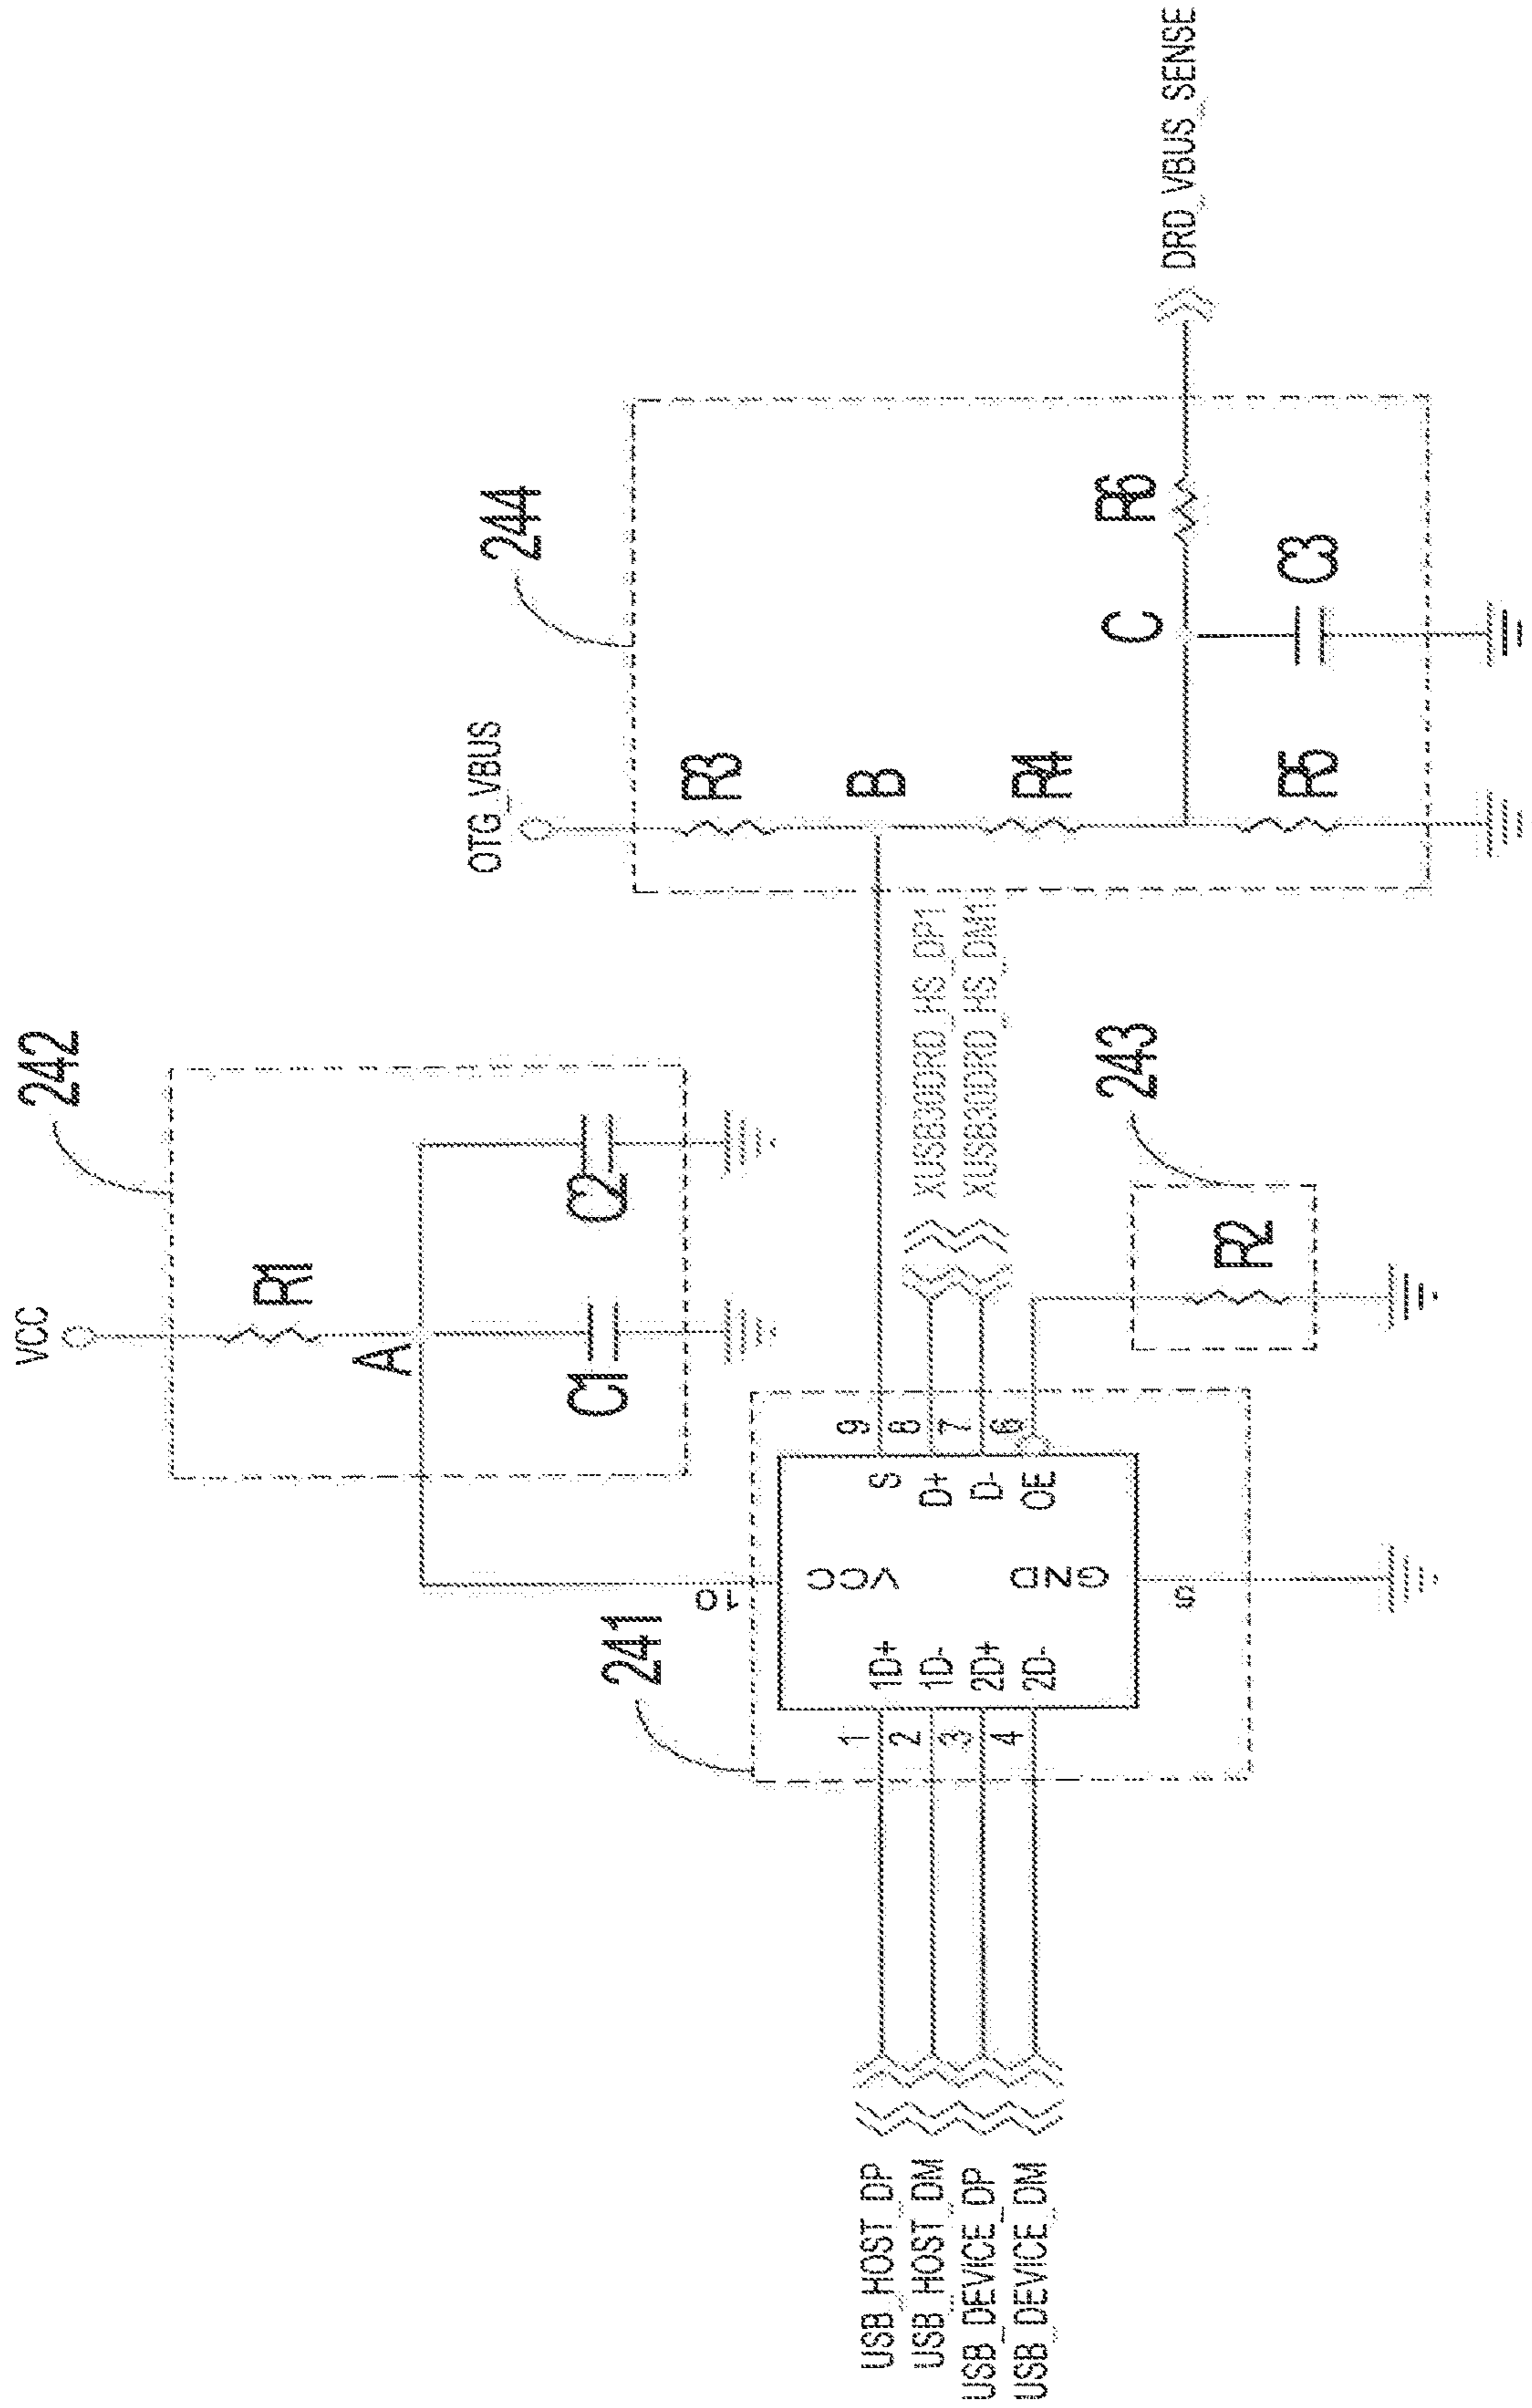 VCC
242
R1
A
C1
C2
OTG_VBUS
244
R3
B
R4
R5
C
R6
C3
DRD_VBUS_SENSE
241
10
VCC
GND
5
1D+
1D-
2D+
2D-
1
2
3
4
S
D+
D-
OE
9
8
7
6
XUSB30DRD_HS_DP1
XUSB30DRD_HS_DM1
243
R2
USB_HOST_DP
USB_HOST_DM
USB_DEVICE_DP
USB_DEVICE_DM